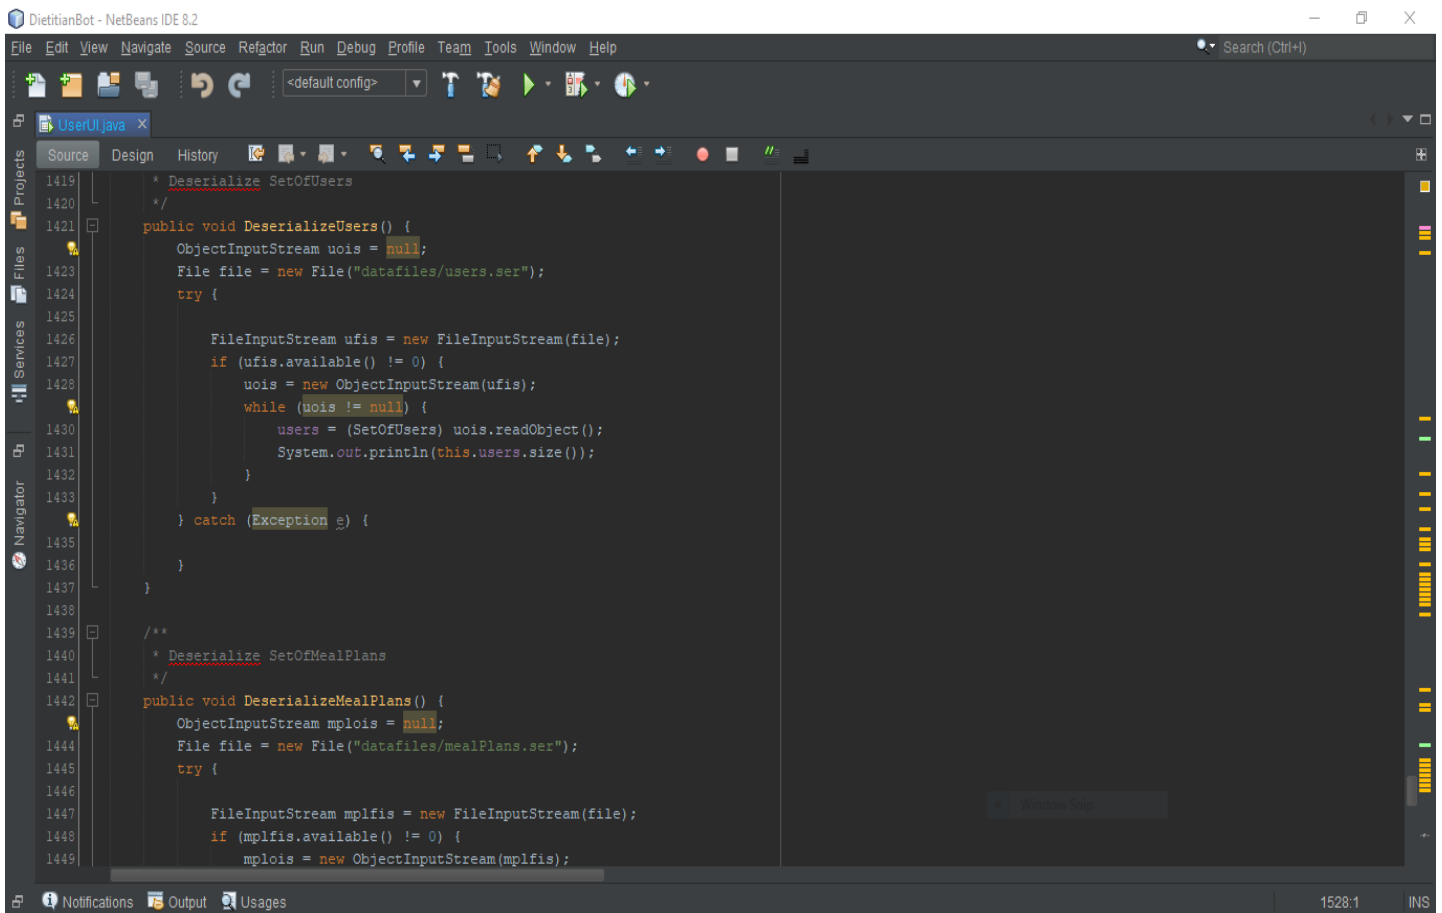 DietitianBot - NetBeans IDE 8.2
File Edit View Navigate Source Refactor Run Debug Profile Team Tools Window Help
Search (Ctrl+I)
<default config>
UserUI.java
Source Design History
Projects
Files
Services
Navigator
1419 * Deserialize SetOfUsers
1420 */
1421 public void DeserializeUsers() {
ObjectInputStream uois = null;
1423 File file = new File("datafiles/users.ser");
1424 try {
1425
1426 FileInputStream ufis = new FileInputStream(file);
1427 if (ufis.available() != 0) {
1428 uois = new ObjectInputStream(ufis);
while (uois != null) {
1430 users = (SetOfUsers) uois.readObject();
1431 System.out.println(this.users.size());
1432 }
1433 }
} catch (Exception e) {
1435
1436 }
1437 }
1438
1439 /**
1440 * Deserialize SetOfMealPlans
1441 */
1442 public void DeserializeMealPlans() {
ObjectInputStream mplois = null;
1444 File file = new File("datafiles/mealPlans.ser");
1445 try {
1446
1447 FileInputStream mplfis = new FileInputStream(file);
1448 if (mplfis.available() != 0) {
1449 mplois = new ObjectInputStream(mplfis);
Window Snip
Notifications Output Usages
1528:1 INS